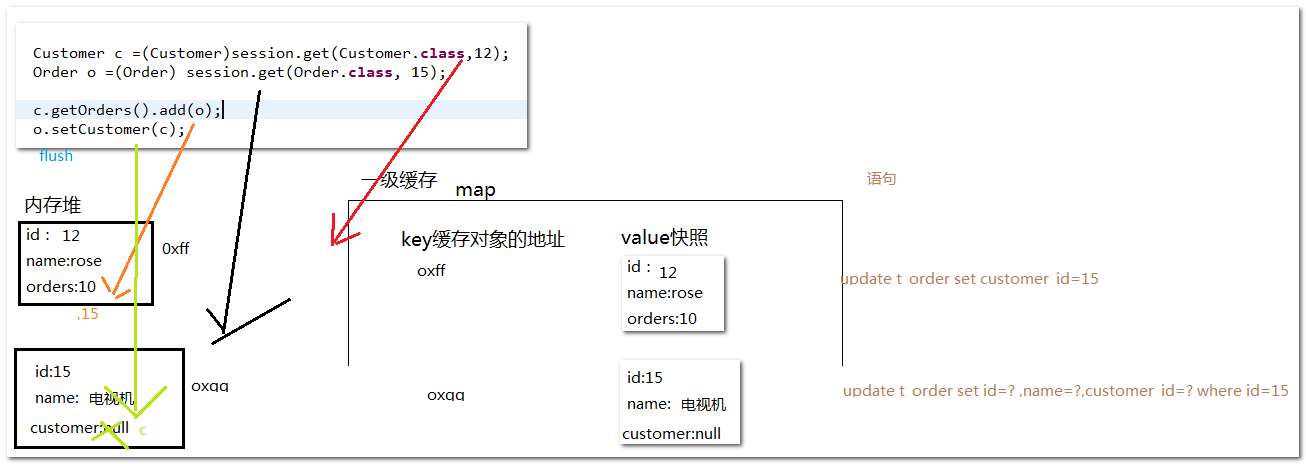 Customer c =(Customer)session.get(Customer.class,12);
Order o =(Order) session.get(Order.class, 15);
c.getOrders().add(o);
o.setCustomer(c);
flush
一级缓存
map
语句
内存堆
id： 12
name:rose
orders:10
,15
0xff
key缓存对象的地址
oxff
value快照
id： 12
name:rose
orders:10
update t order set customer id=15
id:15
name: 电视机
customer:null
c
oxgg
oxgg
id:15
name: 电视机
customer:null
update t order set id=? ,name=?,customer id=? where id=15